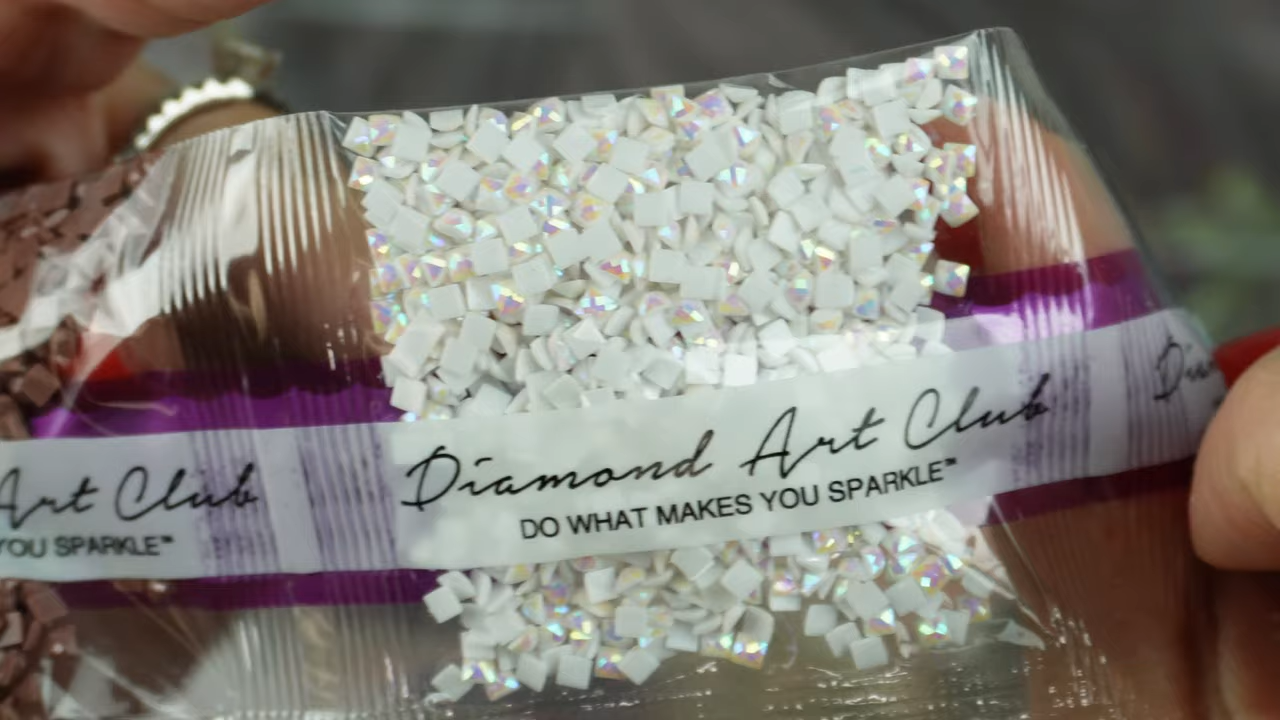 Art Club
YOU SPARKLE™
Diamond Art Club
DO WHAT MAKES YOU SPARKLE™